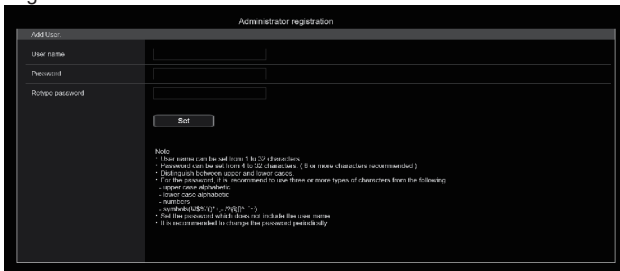 Administrator registration
Add User.
User name
Password
Retype password
Set
Note
・User name can be set from 1 to 32 characters.
・Password can be set from 4 to 32 characters. ( 8 or more characters recommended )
・Distinguish between upper and lower cases.
・For the password, it is recommend to use three or more types of characters from the following
- upper case alphabetic
- lower case alphabetic
- numbers
- symbols
・Set the password which does not include the user name
・It is recommended to change the password periodically